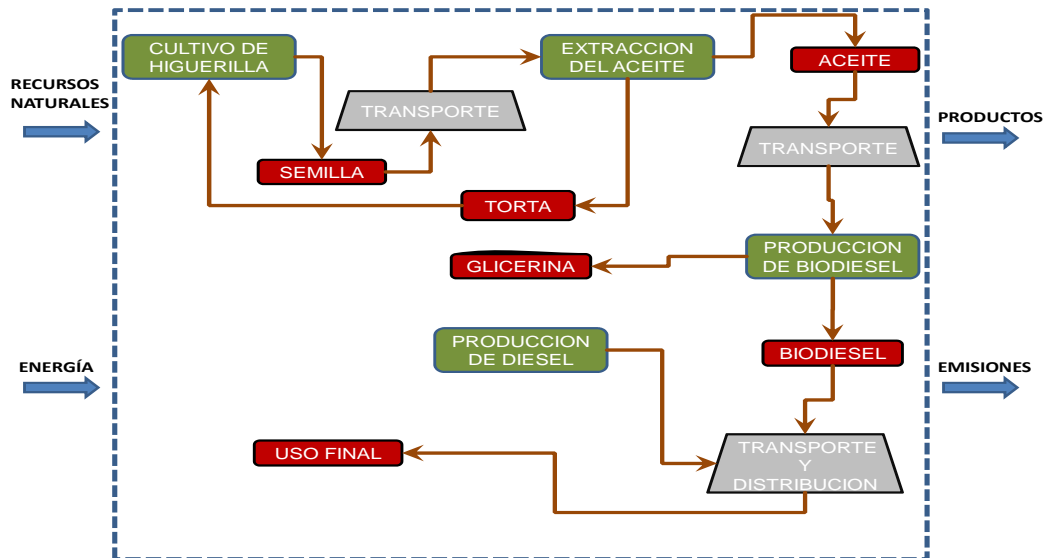 CULTIVO DE
HIGUERILLA
EXTRACCION
DEL ACEITE
ACEITE
RECURSOS
NATURALES
TRANSPORTE
PRODUCTOS
TRANSPORTE
SEMILLA
TORTA
GLICERINA
PRODUCCION
DE BIODIESEL
PRODUCCION
DE DIESEL
BIODIESEL
ENERGÍA
EMISIONES
USO FINAL
TRANSPORTE
Y
DISTRIBUCION